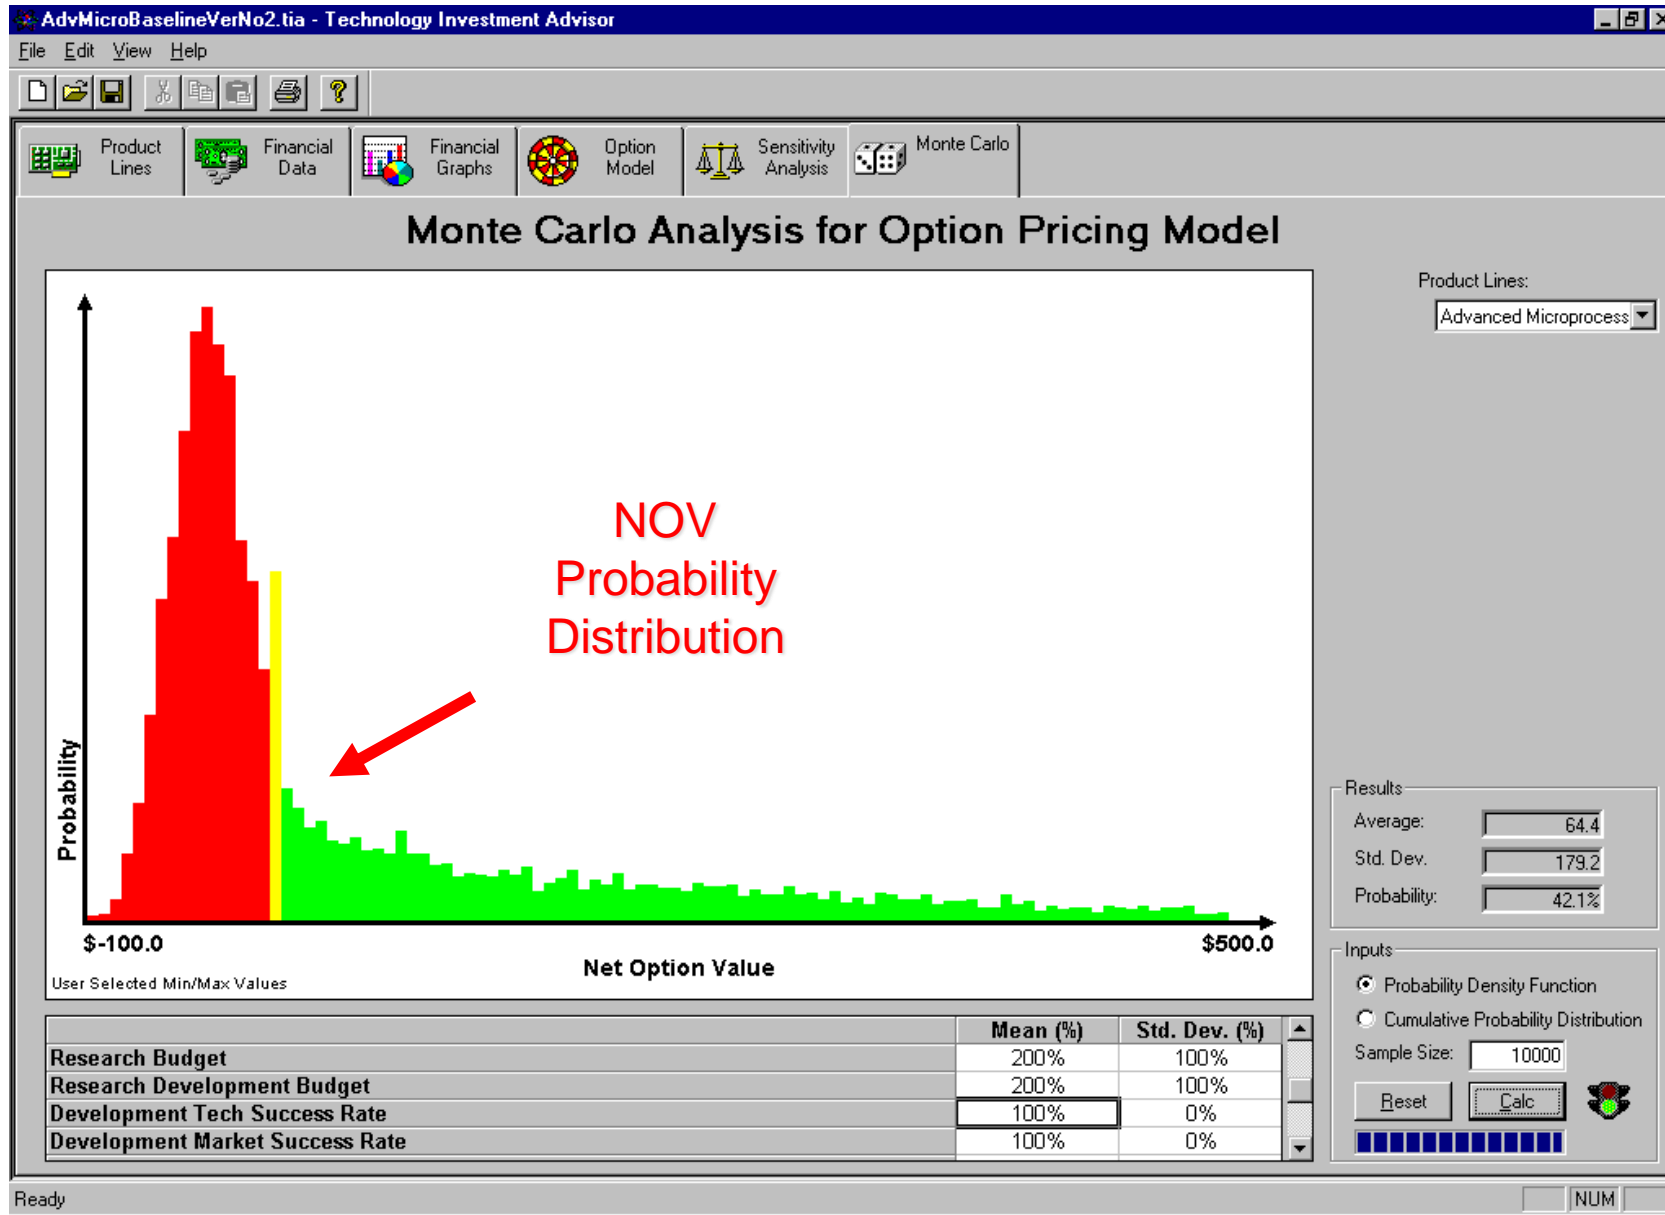 AdvMicroBaselineVerNo2.tia - Technology Investment Advisor
File Edit View Help
Product Lines
Financial Data
Financial Graphs
Option Model
Sensitivity Analysis
Monte Carlo
Monte Carlo Analysis for Option Pricing Model
Product Lines:
Advanced Microprocess
NOV
Probability
Distribution
Probability
$-100.0
$500.0
Net Option Value
User Selected Min/Max Values
Results
Average: 64.4
Std. Dev. 179.2
Probability: 42.1%
Inputs
Probability Density Function
Cumulative Probability Distribution
Sample Size: 10000
Reset Calc
Mean (%) Std. Dev. (%)
Research Budget 200% 100%
Research Development Budget 200% 100%
Development Tech Success Rate 100% 0%
Development Market Success Rate 100% 0%
Ready NUM